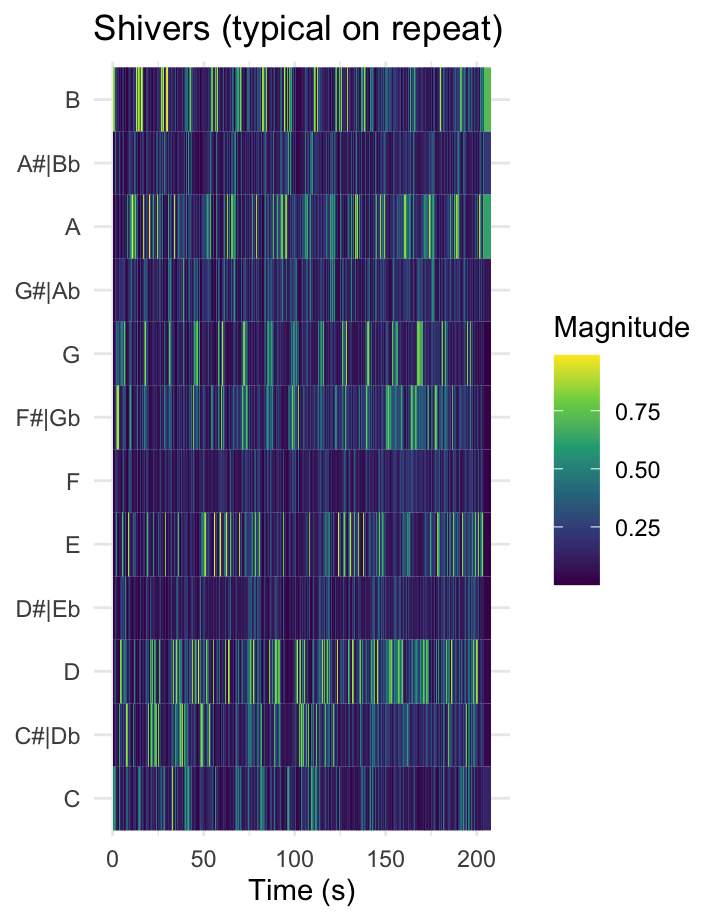 Shivers (typical on repeat)
B
A#|Bb
A
G#|Ab
G
F#|Gb
F
E
D#|Eb
D
C#|Db
C
0 50 100 150 200
Time (s)
Magnitude
0.75
0.50
0.25